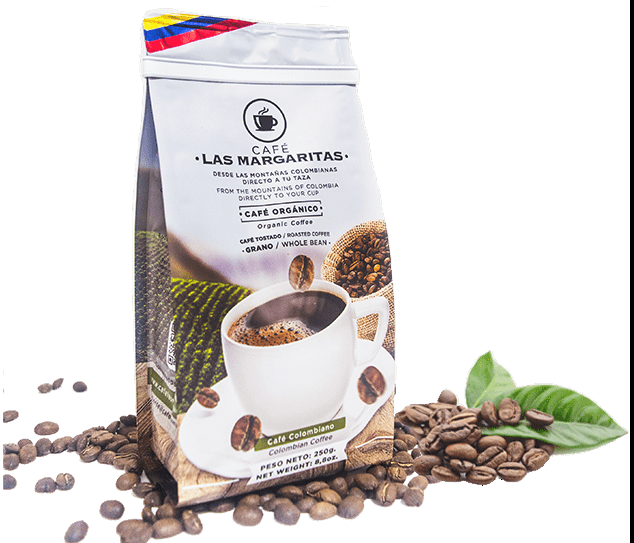 CAFÉ
• LAS MARGARITAS •
DESDE LAS MONTAÑAS COLOMBIANAS
DIRECTO A TU TAZA
FROM THE MOUNTAINS OF COLOMBIA
DIRECTLY TO YOUR CUP
• CAFÉ ORGÁNICO •
Organic Coffee
CAFÉ TOSTADO / ROASTED COFFEE
• GRANO / WHOLE BEAN •
Café Colombiano
Colombian Coffee
PESO NETO: 250g.
NET WEIGHT: 8,8oz.